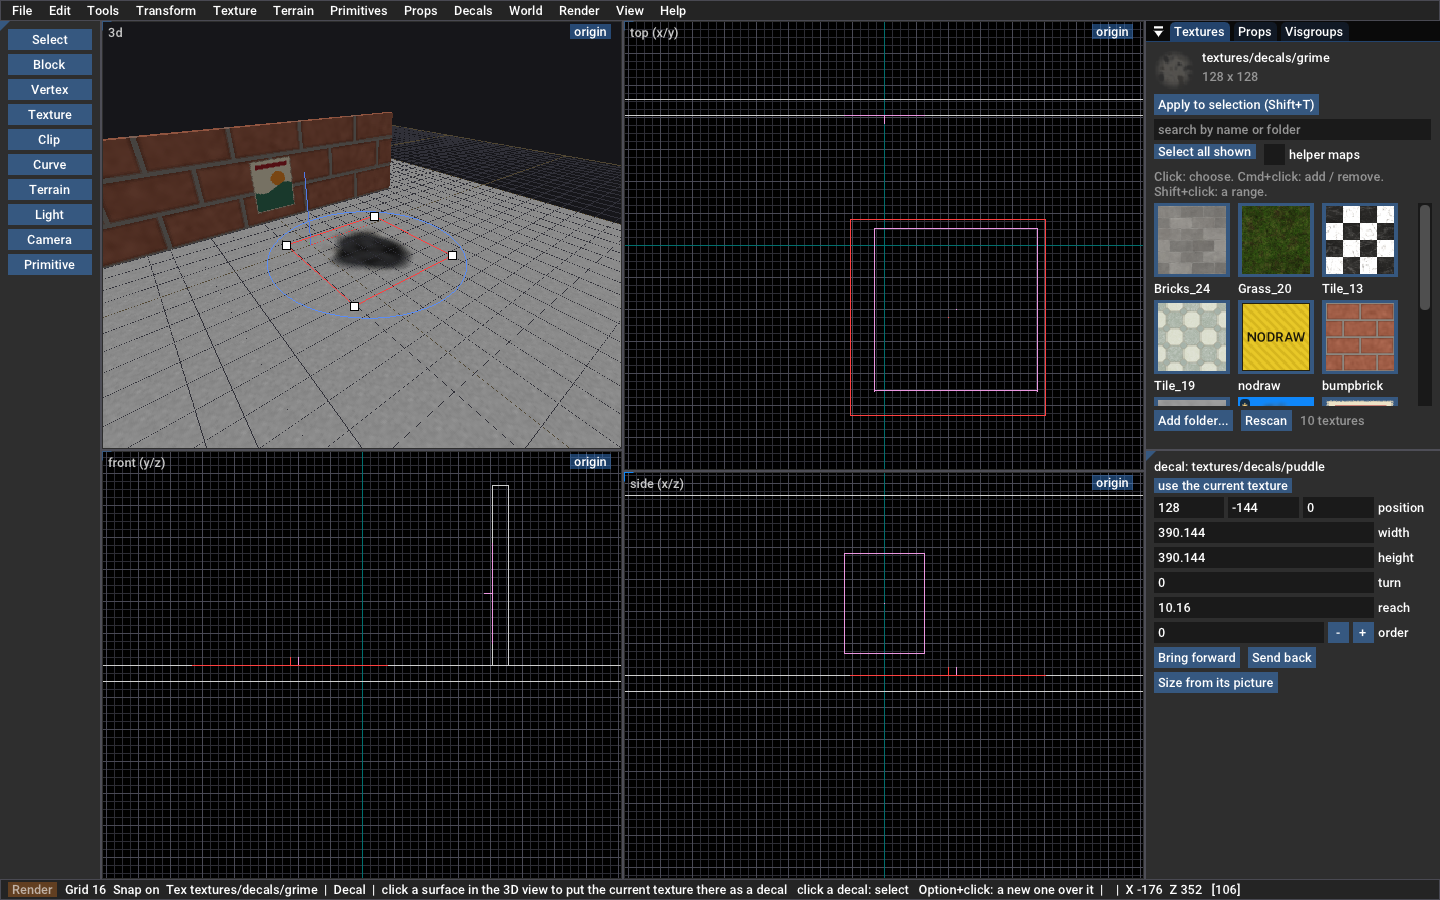 File Edit Tools Transform Texture Terrain Primitives Props Decals World Render View Help
Select
Block
Vertex
Texture
Clip
Curve
Terrain
Light
Camera
Primitive
3d
origin
top (x/y)
origin
front (y/z)
origin
side (x/z)
origin
Textures Props Visgroups
textures/decals/grime
128 x 128
Apply to selection (Shift+T)
search by name or folder
Select all shown
helper maps
Click: choose. Cmd+click: add / remove.
Shift+click: a range.
Bricks_24 Grass_20 Tile_13
NODRAW
Tile_19 nodraw bumpbrick
Add folder... Rescan 10 textures
decal: textures/decals/puddle
use the current texture
128 -144 0 position
390.144 width
390.144 height
0 turn
10.16 reach
0 - + order
Bring forward Send back
Size from its picture
Render Grid 16 Snap on Tex textures/decals/grime | Decal | click a surface in the 3D view to put the current texture there as a decal click a decal: select Option+click: a new one over it | | X -176 Z 352 [106]